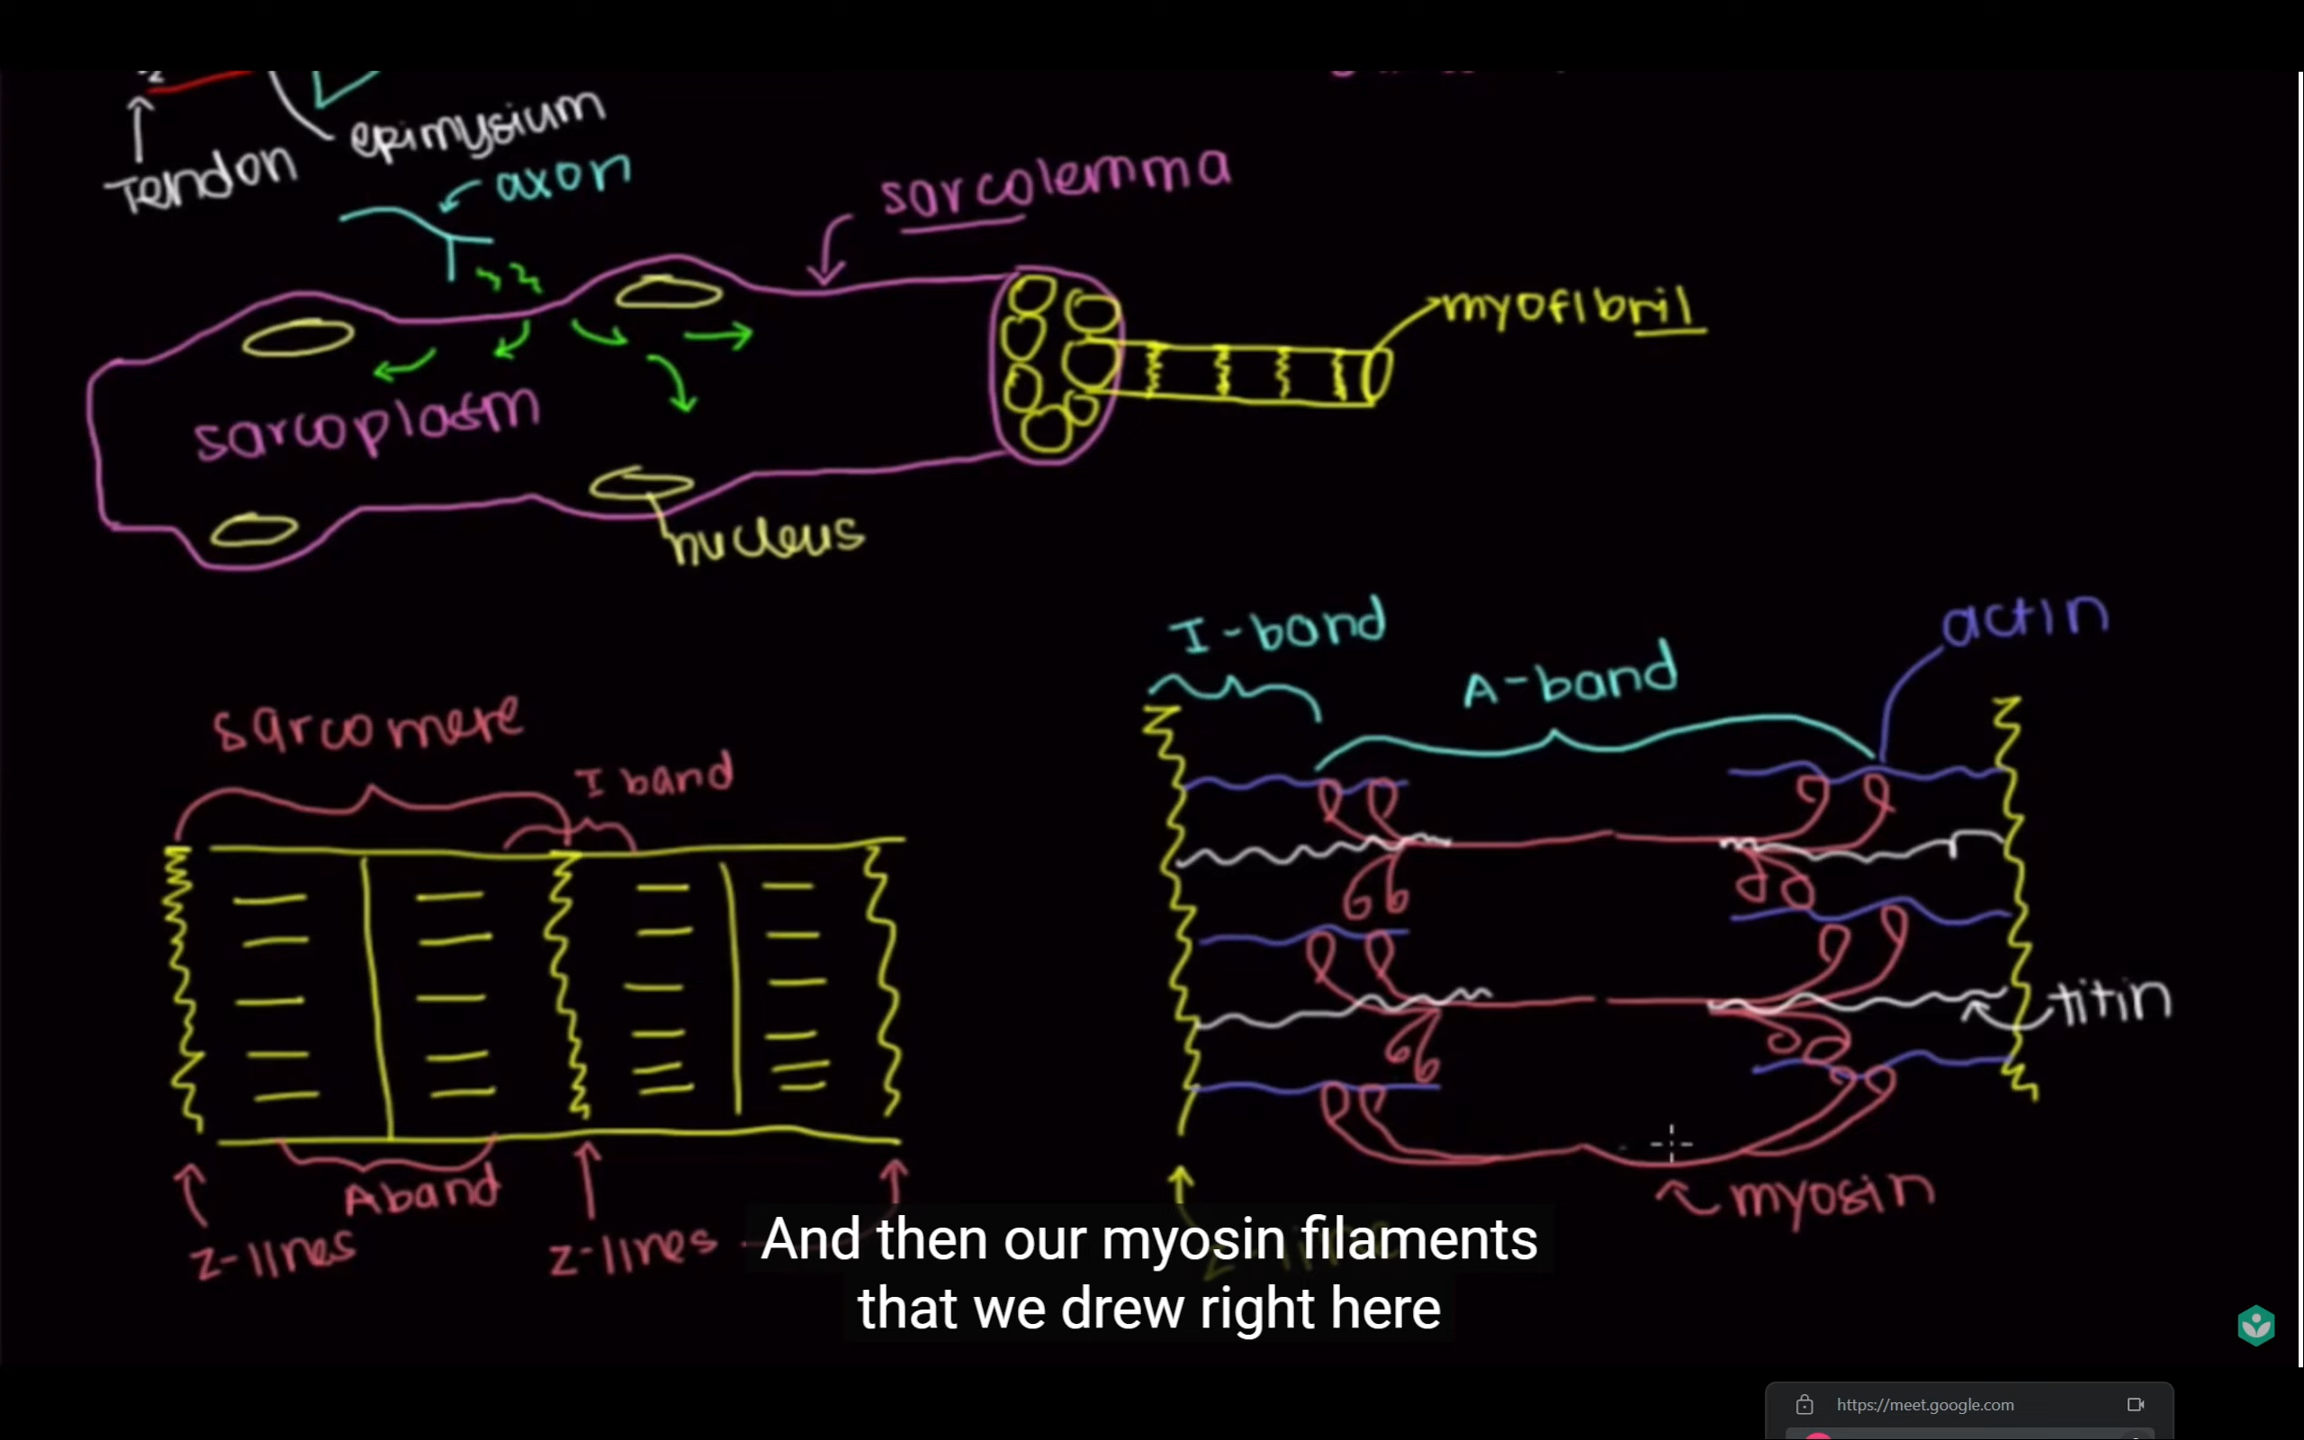 Tendon
epimysium
axon
sarcolemma
myofibril
sarcoplasm
nucleus
I-band
A-band
actin
sarcomere
I band
titin
A band
myosin
z-lines
z-lines
And then our myosin filaments
that we drew right here
https://meet.google.com